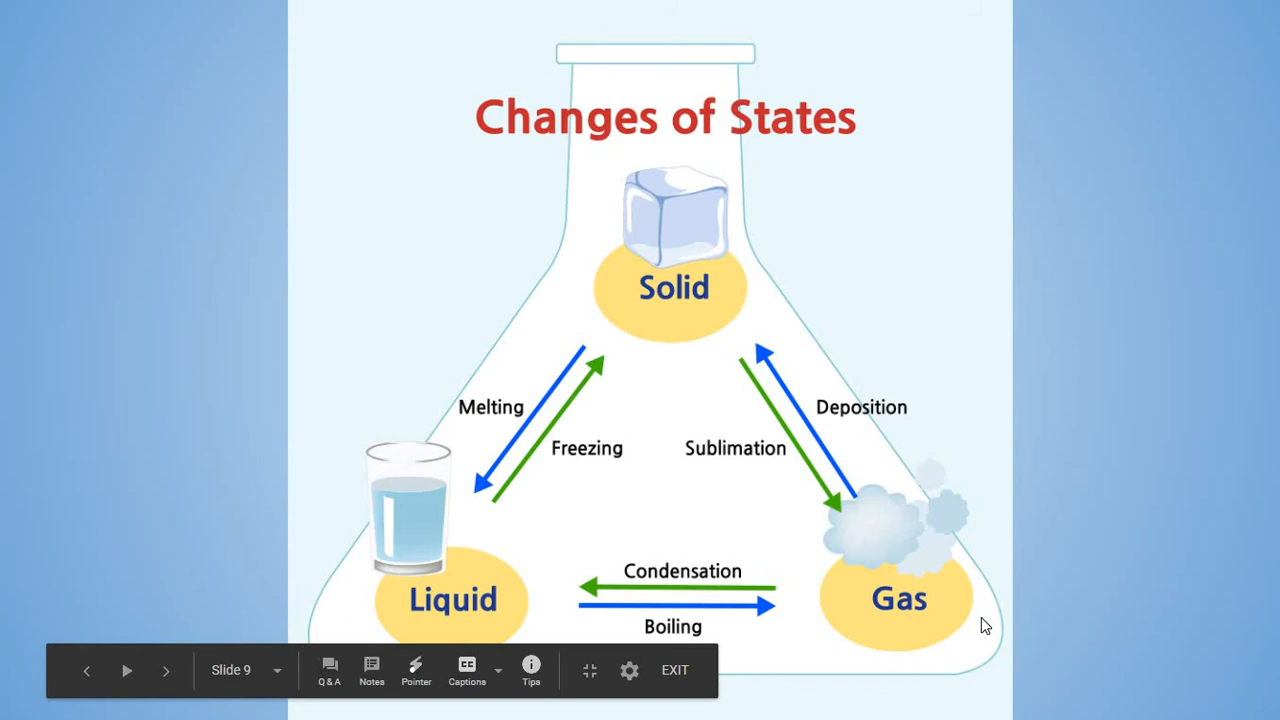 Changes of States
Solid
Melting
Deposition
Freezing
Sublimation
Condensation
Liquid
Gas
Boiling
Slide 9
Q & A
Notes
Pointer
CC
Captions
Tips
EXIT